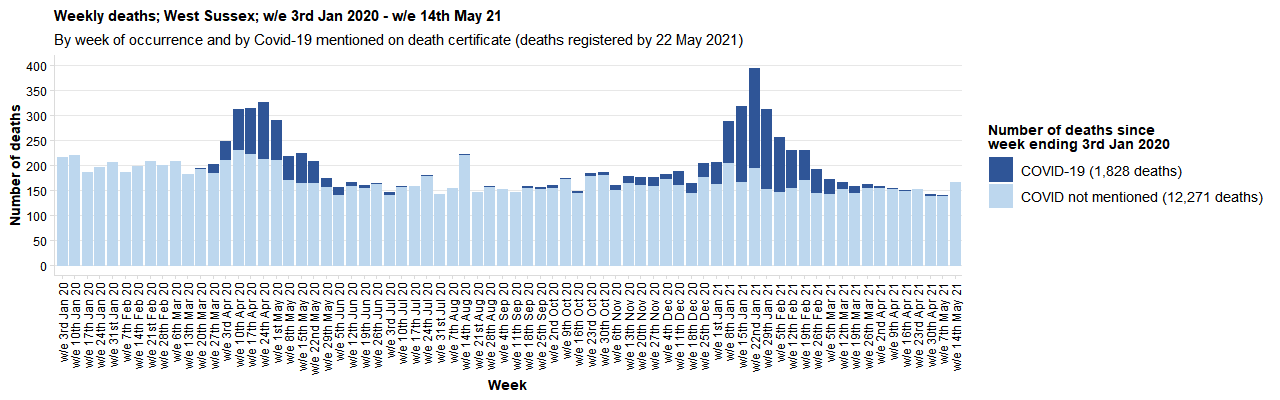 Weekly deaths; West Sussex; w/e 3rd Jan 2020 - w/e 14th May 21
By week of occurrence and by Covid-19 mentioned on death certificate (deaths registered by 22 May 2021)
Number of deaths
400
350
300
250
200
150
100
50
0
w/e 3rd Jan 20
w/e 10th Jan 20
w/e 17th Jan 20
w/e 24th Jan 20
w/e 31st Jan 20
w/e 7th Feb 20
w/e 14th Feb 20
w/e 21st Feb 20
w/e 28th Feb 20
w/e 6th Mar 20
w/e 13th Mar 20
w/e 20th Mar 20
w/e 27th Mar 20
w/e 3rd Apr 20
w/e 10th Apr 20
w/e 17th Apr 20
w/e 24th Apr 20
w/e 1st May 20
w/e 8th May 20
w/e 15th May 20
w/e 22nd May 20
w/e 29th May 20
w/e 5th Jun 20
w/e 12th Jun 20
w/e 19th Jun 20
w/e 26th Jun 20
w/e 3rd Jul 20
w/e 10th Jul 20
w/e 17th Jul 20
w/e 24th Jul 20
w/e 31st Jul 20
w/e 7th Aug 20
w/e 14th Aug 20
w/e 21st Aug 20
w/e 28th Aug 20
w/e 4th Sep 20
w/e 11th Sep 20
w/e 18th Sep 20
w/e 25th Sep 20
w/e 2nd Oct 20
w/e 9th Oct 20
w/e 16th Oct 20
w/e 23rd Oct 20
w/e 30th Oct 20
w/e 6th Nov 20
w/e 13th Nov 20
w/e 20th Nov 20
w/e 27th Nov 20
w/e 4th Dec 20
w/e 11th Dec 20
w/e 18th Dec 20
w/e 25th Dec 20
w/e 1st Jan 21
w/e 8th Jan 21
w/e 15th Jan 21
w/e 22nd Jan 21
w/e 29th Jan 21
w/e 5th Feb 21
w/e 12th Feb 21
w/e 19th Feb 21
w/e 26th Feb 21
w/e 5th Mar 21
w/e 12th Mar 21
w/e 19th Mar 21
w/e 26th Mar 21
w/e 2nd Apr 21
w/e 9th Apr 21
w/e 16th Apr 21
w/e 23rd Apr 21
w/e 30th Apr 21
w/e 7th May 21
w/e 14th May 21
Week
Number of deaths since
week ending 3rd Jan 2020
COVID-19 (1,828 deaths)
COVID not mentioned (12,271 deaths)